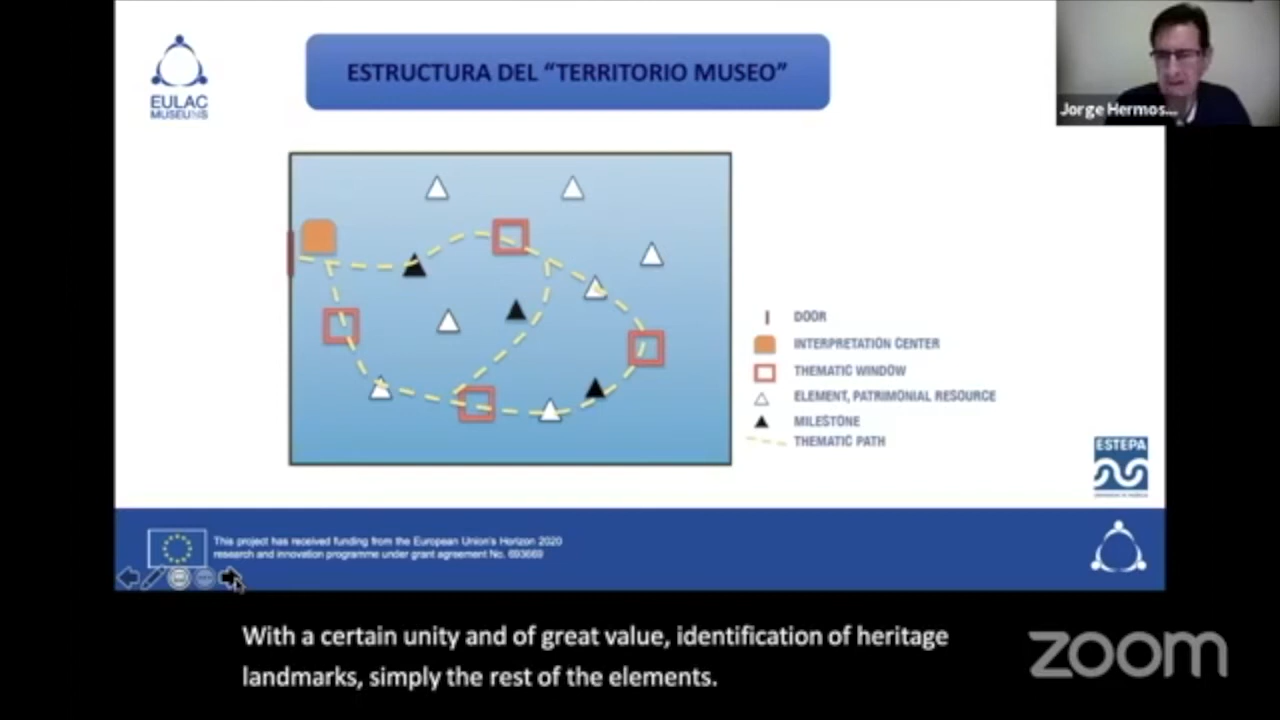 EULAC
MUSEUMS
ESTRUCTURA DEL “TERRITORIO MUSEO”
Jorge Hermos...
DOOR
INTERPRETATION CENTER
THEMATIC WINDOW
ELEMENT, PATRIMONIAL RESOURCE
MILESTONE
THEMATIC PATH
ESTEPA
This project has received funding from the European Union's Horizon 2020
research and innovation programme under grant agreement No. 693669
With a certain unity and of great value, identification of heritage
landmarks, simply the rest of the elements.
zoom